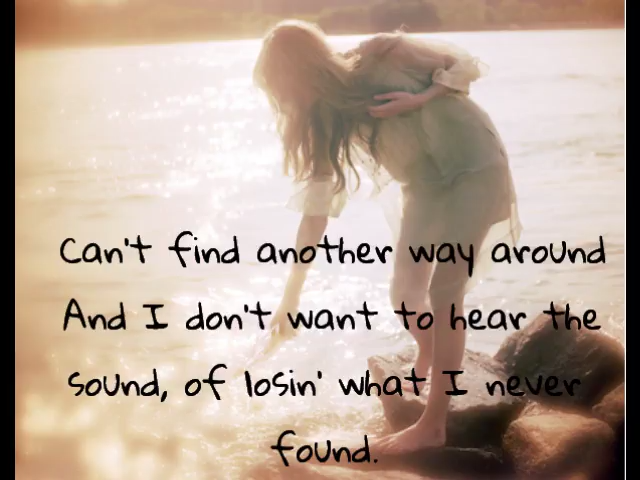 Can't find another way around
And I don't want to hear the
sound, of losin' what I never
found.